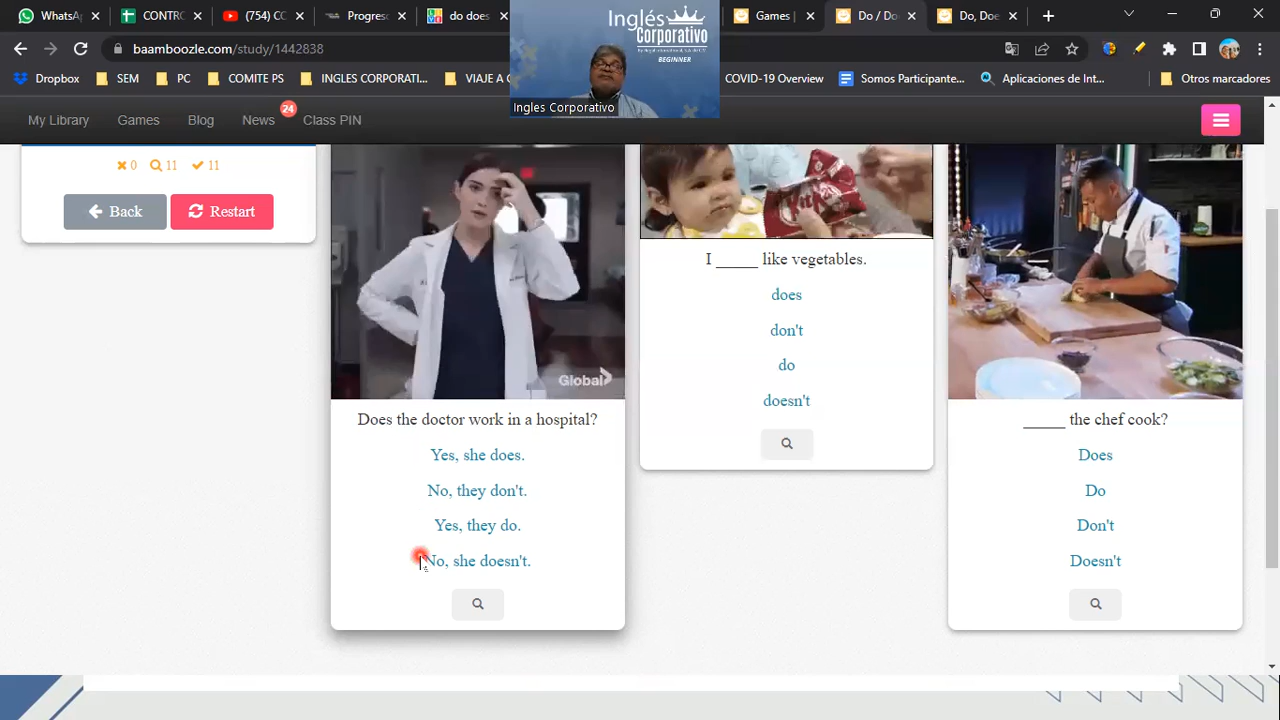 WhatsA
CONTRO
(754) CO
Progres
do does
Games |
Do / Do
Do, Doe
baamboozle.com/study/1442838
Dropbox
SEM
PC
COMITE PS
INGLES CORPORATI...
VIAJE A
COVID-19 Overview
Somos Participante...
Aplicaciones de Int...
Otros marcadores
Inglés
Corporativo
BEGINNER
Ingles Corporativo
My Library
Games
Blog
News
24
Class PIN
0
11
11
Back
Restart
Global
Does the doctor work in a hospital?
Yes, she does.
No, they don't.
Yes, they do.
No, she doesn't.
I _____ like vegetables.
does
don't
do
doesn't
_____ the chef cook?
Does
Do
Don't
Doesn't